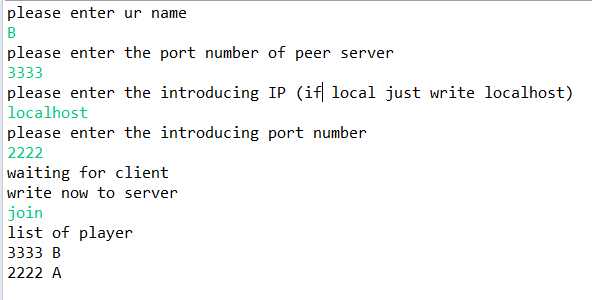 please enter ur name
B
please enter the port number of peer server
3333
please enter the introducing IP (if local just write localhost)
localhost
please enter the introducing port number
2222
waiting for client
write now to server
join
list of player
3333 B
2222 A